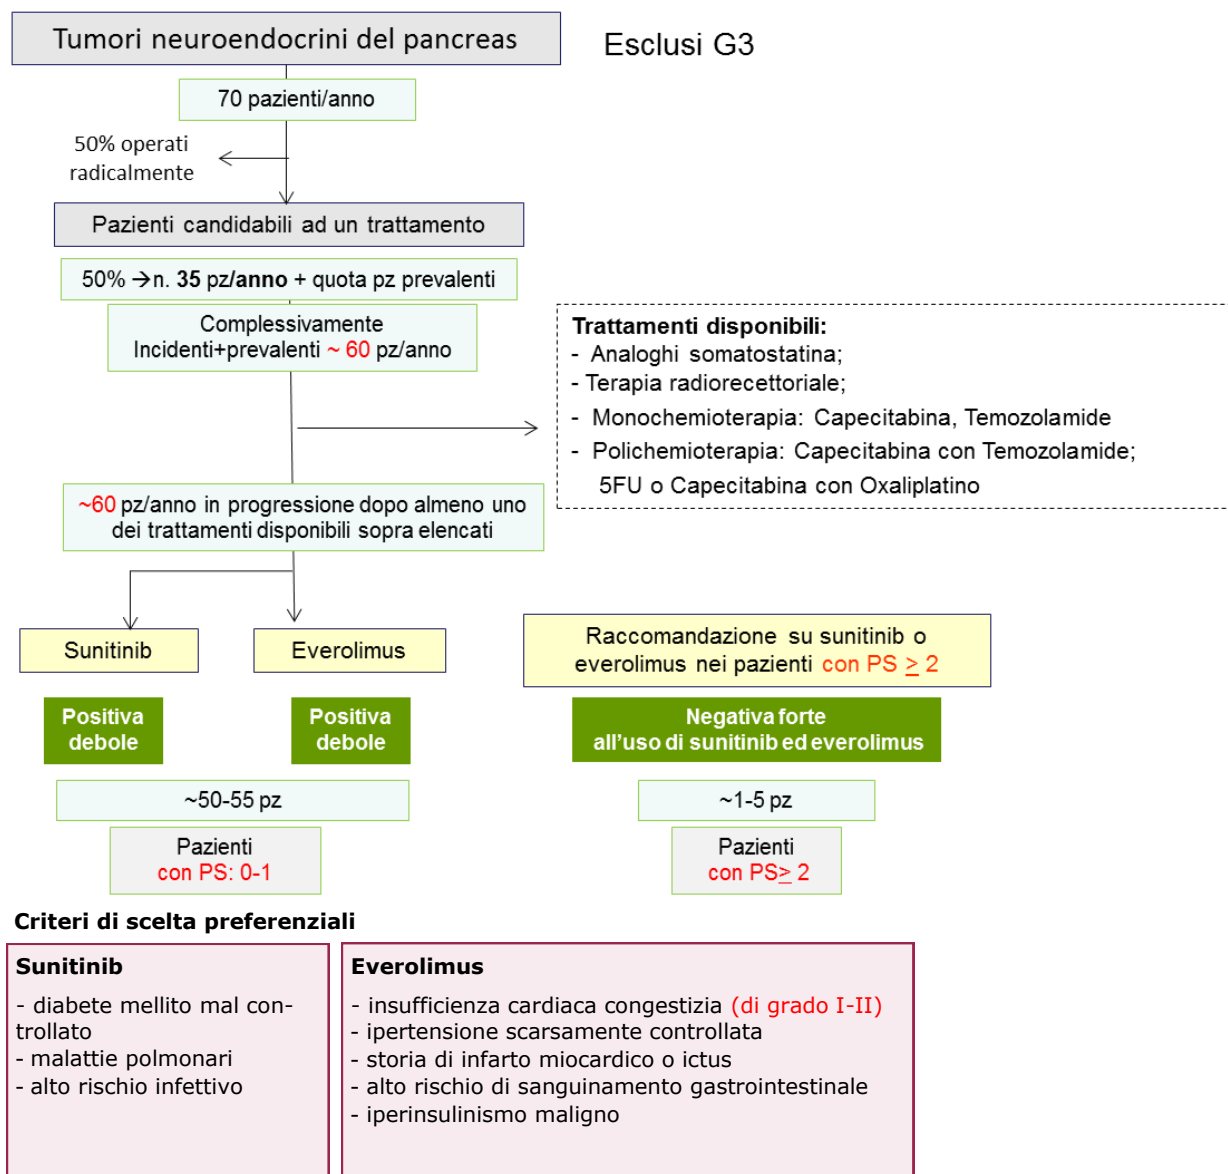 Tumori neuroendocrini del pancreas
Esclusi G3
70 pazienti/anno
50% operati
radicalmente
Pazienti candidabili ad un trattamento
50% →n. 35 pz/anno + quota pz prevalenti
Complessivamente
Incidenti+prevalenti ~ 60 pz/anno
Trattamenti disponibili:
- Analoghi somatostatina;
- Terapia radiorecettoriale;
- Monochemioterapia: Capecitabina, Temozolamide
- Polichemioterapia: Capecitabina con Temozolamide;
5FU o Capecitabina con Oxaliplatino
~60 pz/anno in progressione dopo almeno uno
dei trattamenti disponibili sopra elencati
Sunitinib
Everolimus
Raccomandazione su sunitinib o
everolimus nei pazienti con PS ≥ 2
Positiva
debole
Positiva
debole
Negativa forte
all'uso di sunitinib ed everolimus
~50-55 pz
~1-5 pz
Pazienti
con PS: 0-1
Pazienti
con PS≥ 2
Criteri di scelta preferenziali
Sunitinib
- diabete mellito mal con-
trollato
- malattie polmonari
- alto rischio infettivo
Everolimus
- insufficienza cardiaca congestizia (di grado I-II)
- ipertensione scarsamente controllata
- storia di infarto miocardico o ictus
- alto rischio di sanguinamento gastrointestinale
- iperinsulinismo maligno